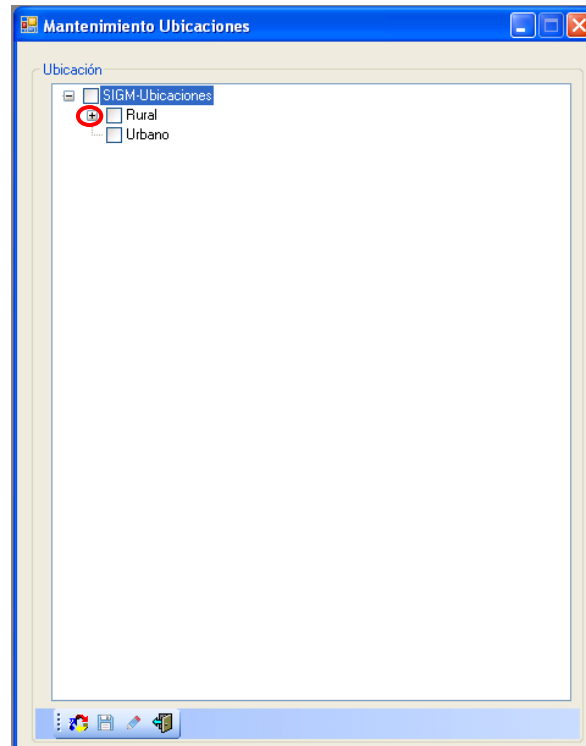 Mantenimiento Ubicaciones
Ubicación
SIGM-Ubicaciones
Rural
Urbano